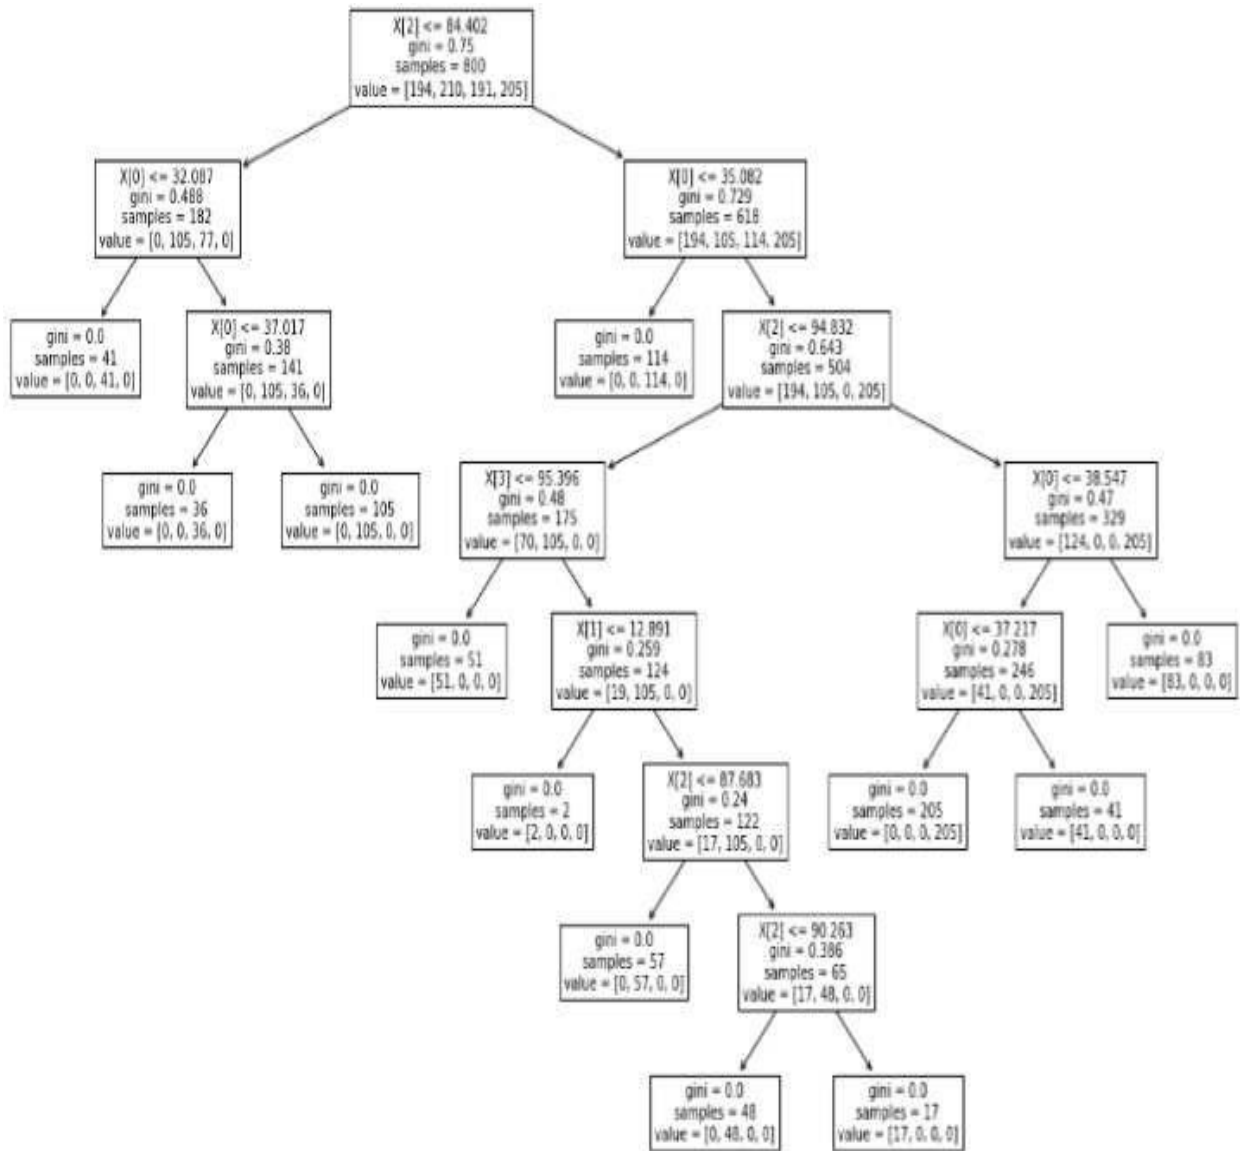 X[2] <= 84.402
gini = 0.75
samples = 800
value = [194, 210, 191, 205]
X[0] <= 32.087
gini = 0.488
samples = 182
value = [0, 105, 77, 0]
X[0] <= 35.082
gini = 0.729
samples = 618
value = [194, 105, 114, 205]
gini = 0.0
samples = 41
value = [0, 0, 41, 0]
X[0] <= 37.017
gini = 0.38
samples = 141
value = [0, 105, 36, 0]
gini = 0.0
samples = 114
value = [0, 0, 114, 0]
X[2] <= 94.832
gini = 0.643
samples = 504
value = [194, 105, 0, 205]
gini = 0.0
samples = 36
value = [0, 0, 36, 0]
gini = 0.0
samples = 105
value = [0, 105, 0, 0]
X[3] <= 95.396
gini = 0.48
samples = 175
value = [70, 105, 0, 0]
X[0] <= 38.547
gini = 0.47
samples = 329
value = [124, 0, 0, 205]
gini = 0.0
samples = 51
value = [51, 0, 0, 0]
X[1] <= 12.891
gini = 0.259
samples = 124
value = [19, 105, 0, 0]
X[0] <= 37.217
gini = 0.278
samples = 246
value = [41, 0, 0, 205]
gini = 0.0
samples = 83
value = [83, 0, 0, 0]
gini = 0.0
samples = 2
value = [2, 0, 0, 0]
X[2] <= 87.683
gini = 0.24
samples = 122
value = [17, 105, 0, 0]
gini = 0.0
samples = 205
value = [0, 0, 0, 205]
gini = 0.0
samples = 41
value = [41, 0, 0, 0]
gini = 0.0
samples = 57
value = [0, 57, 0, 0]
X[2] <= 90.263
gini = 0.386
samples = 65
value = [17, 48, 0, 0]
gini = 0.0
samples = 48
value = [0, 48, 0, 0]
gini = 0.0
samples = 17
value = [17, 0, 0, 0]